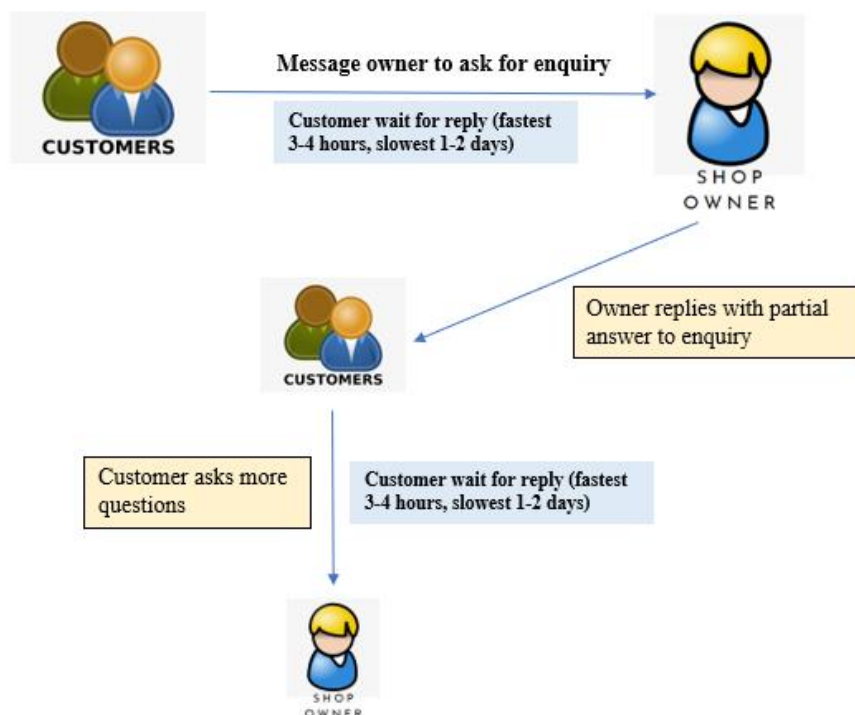 Message owner to ask for enquiry
CUSTOMERS
Customer wait for reply (fastest
3-4 hours, slowest 1-2 days)
SHOP
OWNER
Owner replies with partial
answer to enquiry
CUSTOMERS
Customer asks more
questions
Customer wait for reply (fastest
3-4 hours, slowest 1-2 days)
SHOP
OWNER